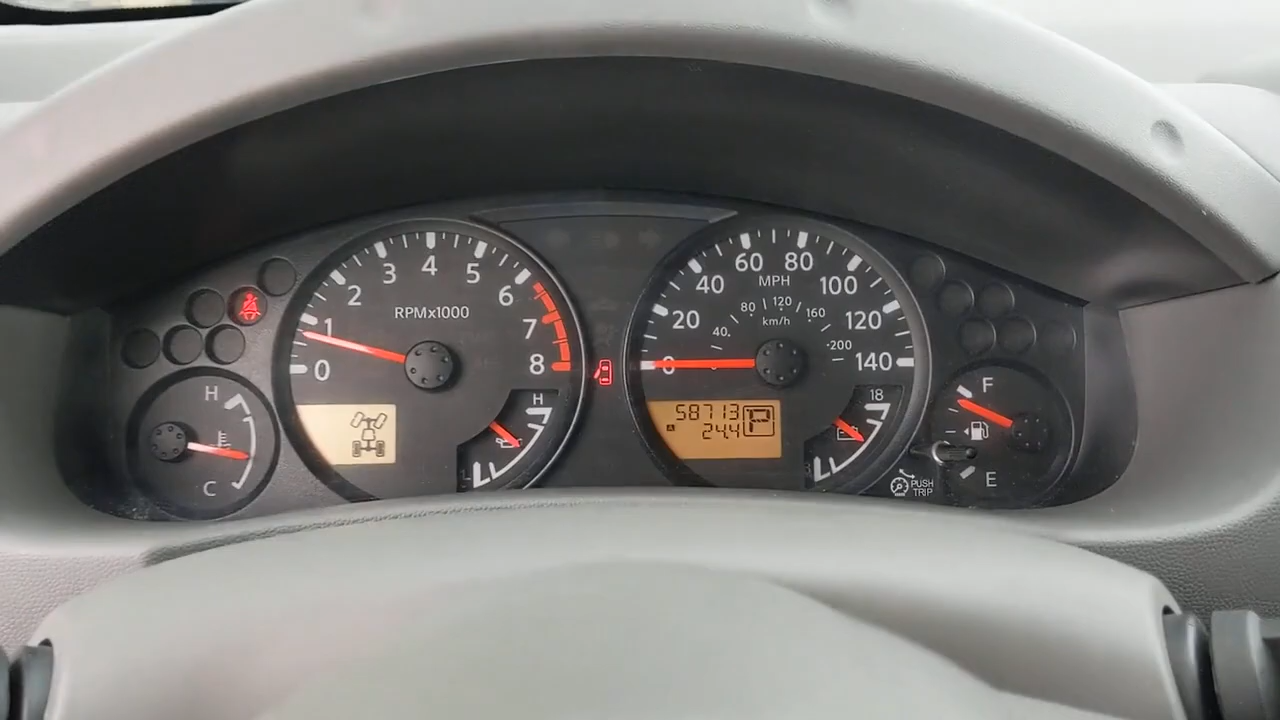 0 1 2 3 4 5 6 7 8
RPMx1000
H
C
H
L
0 20 40 60 80 100 120 140
MPH
40 80 120 160 200
km/h
58713
A 24.4
P
18
8
F
E
PUSH
TRIP